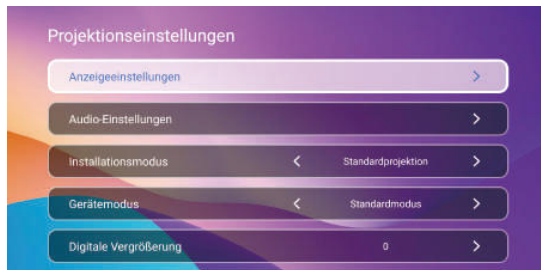 Projektionseinstellungen
Anzeigeeinstellungen
Audio-Einstellungen
Installationsmodus Standardprojektion
Gerätemodus Standardmodus
Digitale Vergrößerung 0